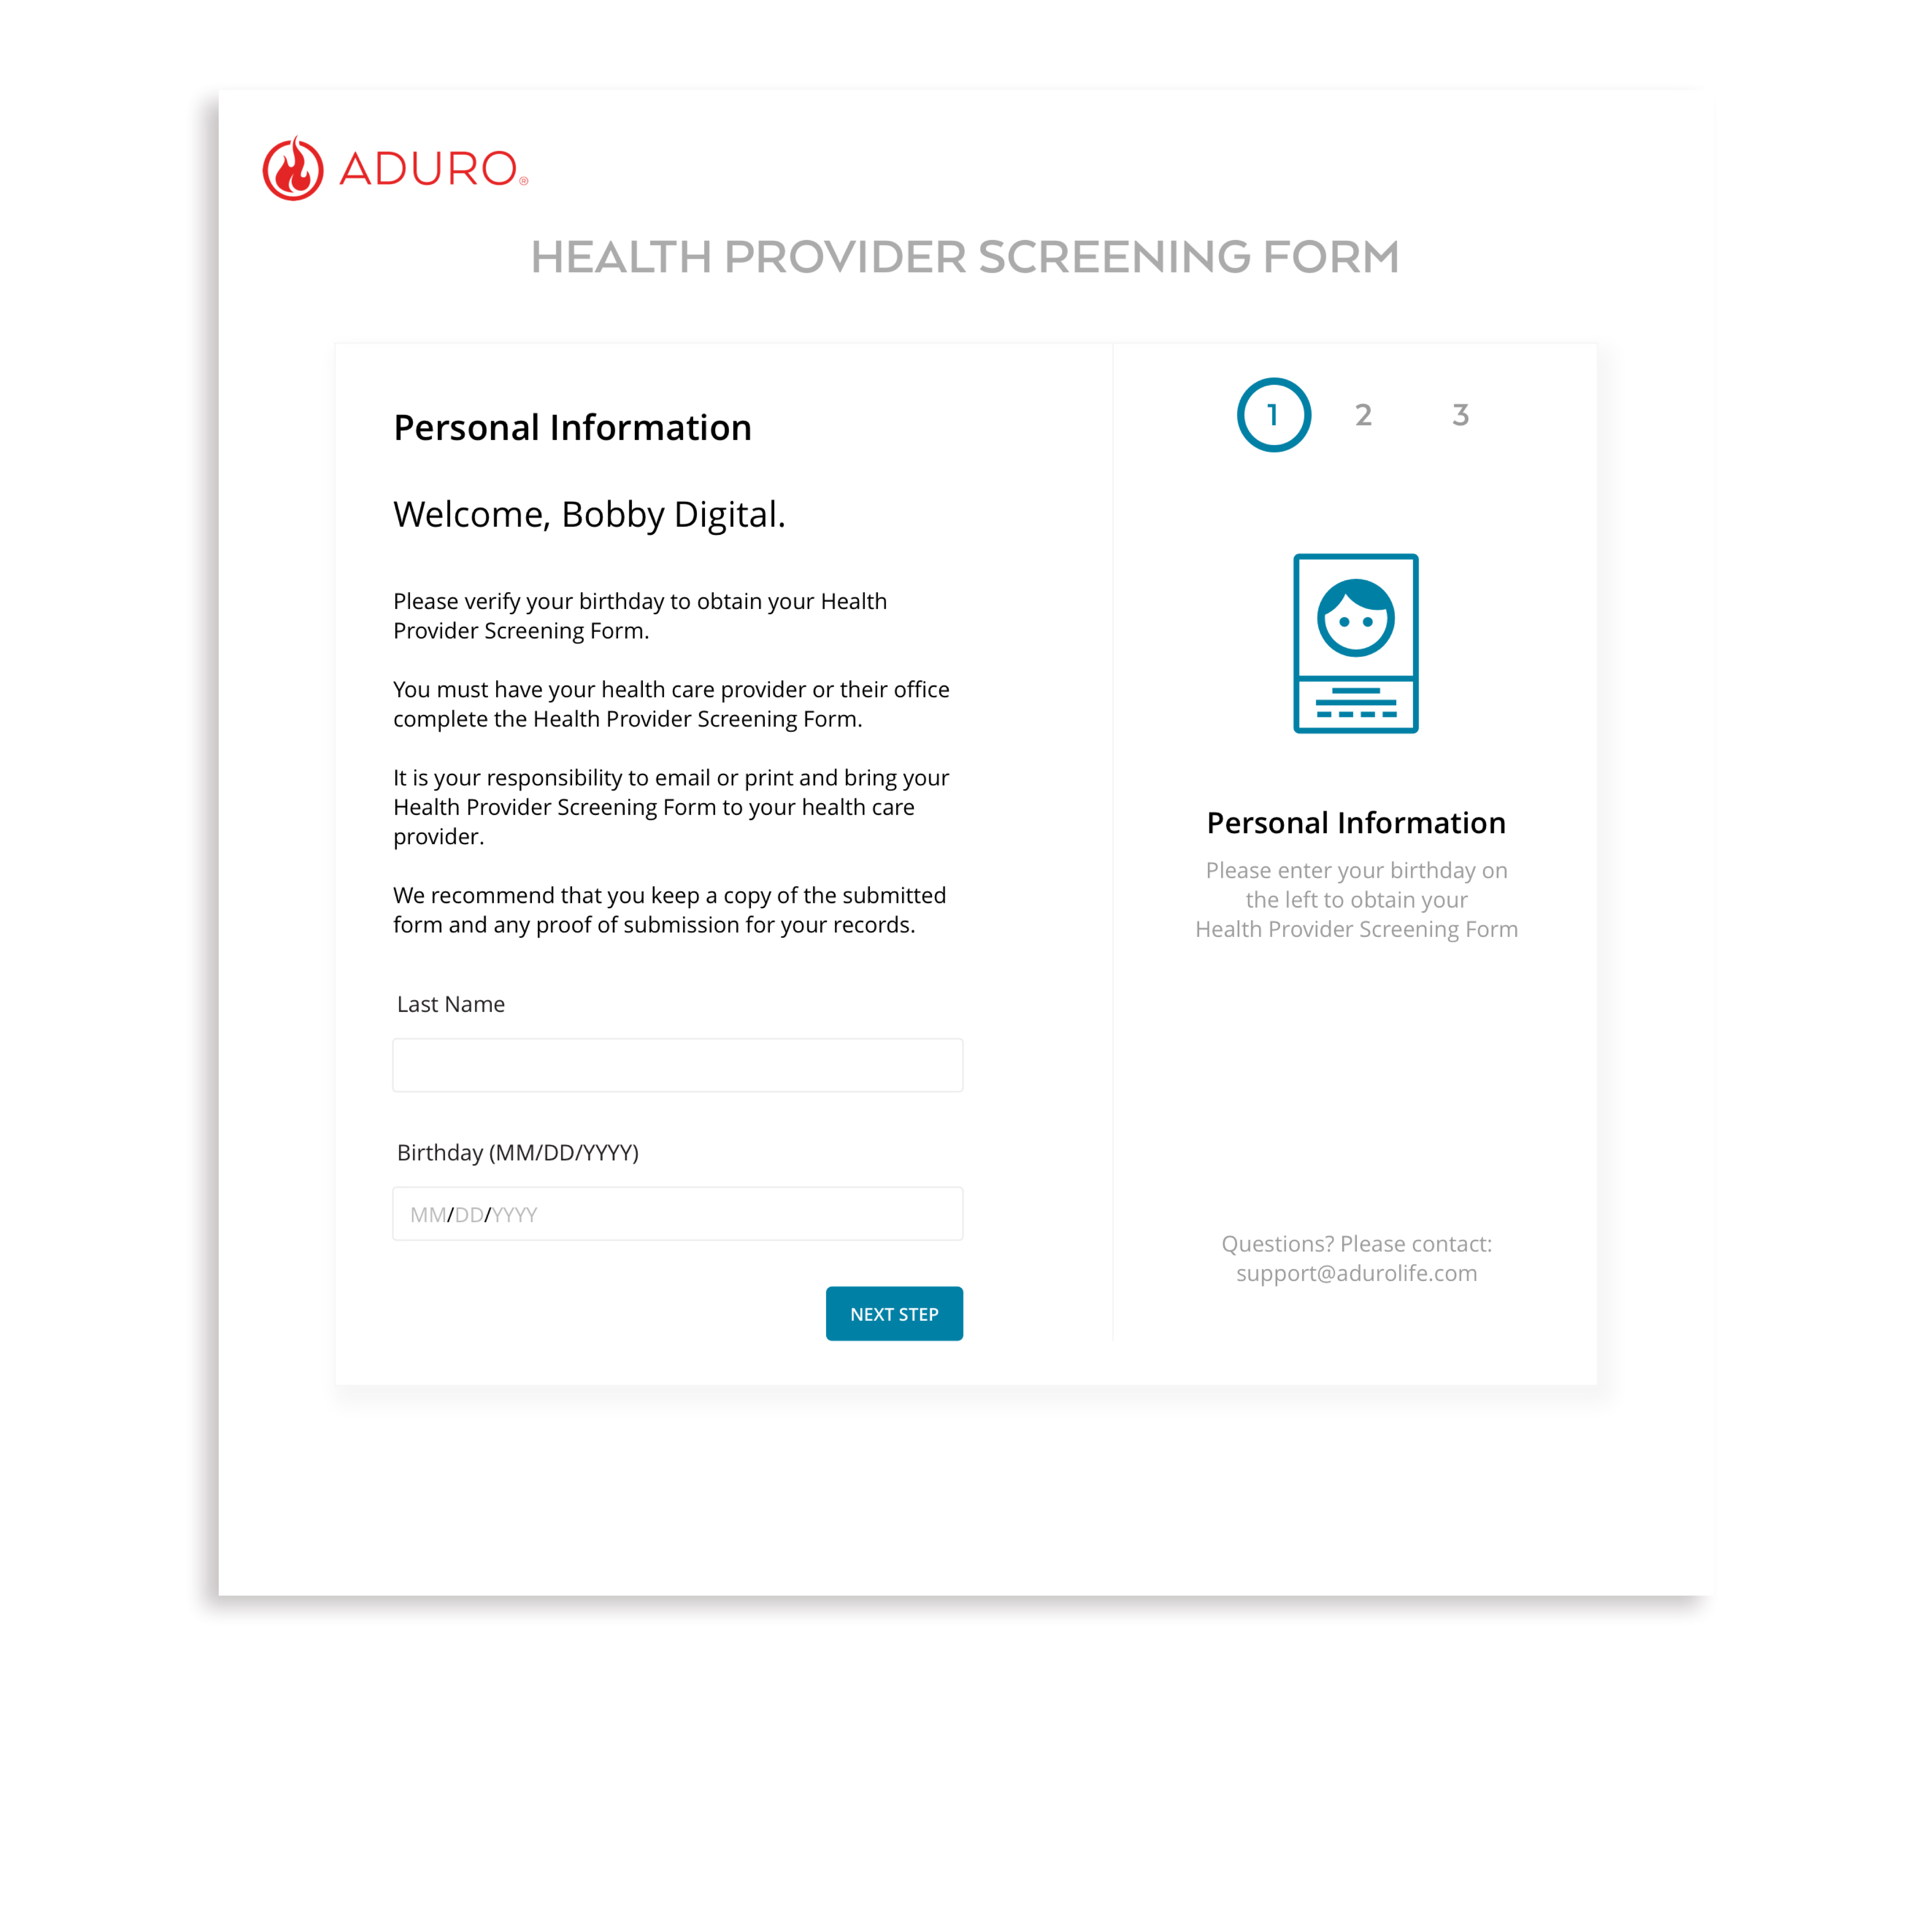 ADURO®
HEALTH PROVIDER SCREENING FORM
Personal Information
Welcome, Bobby Digital.
Please verify your birthday to obtain your Health
Provider Screening Form.
You must have your health care provider or their office
complete the Health Provider Screening Form.
It is your responsibility to email or print and bring your
Health Provider Screening Form to your health care
provider.
We recommend that you keep a copy of the submitted
form and any proof of submission for your records.
Last Name
Birthday (MM/DD/YYYY)
MM/DD/YYYY
NEXT STEP
1 2 3
Personal Information
Please enter your birthday on
the left to obtain your
Health Provider Screening Form
Questions? Please contact:
support@adurolife.com